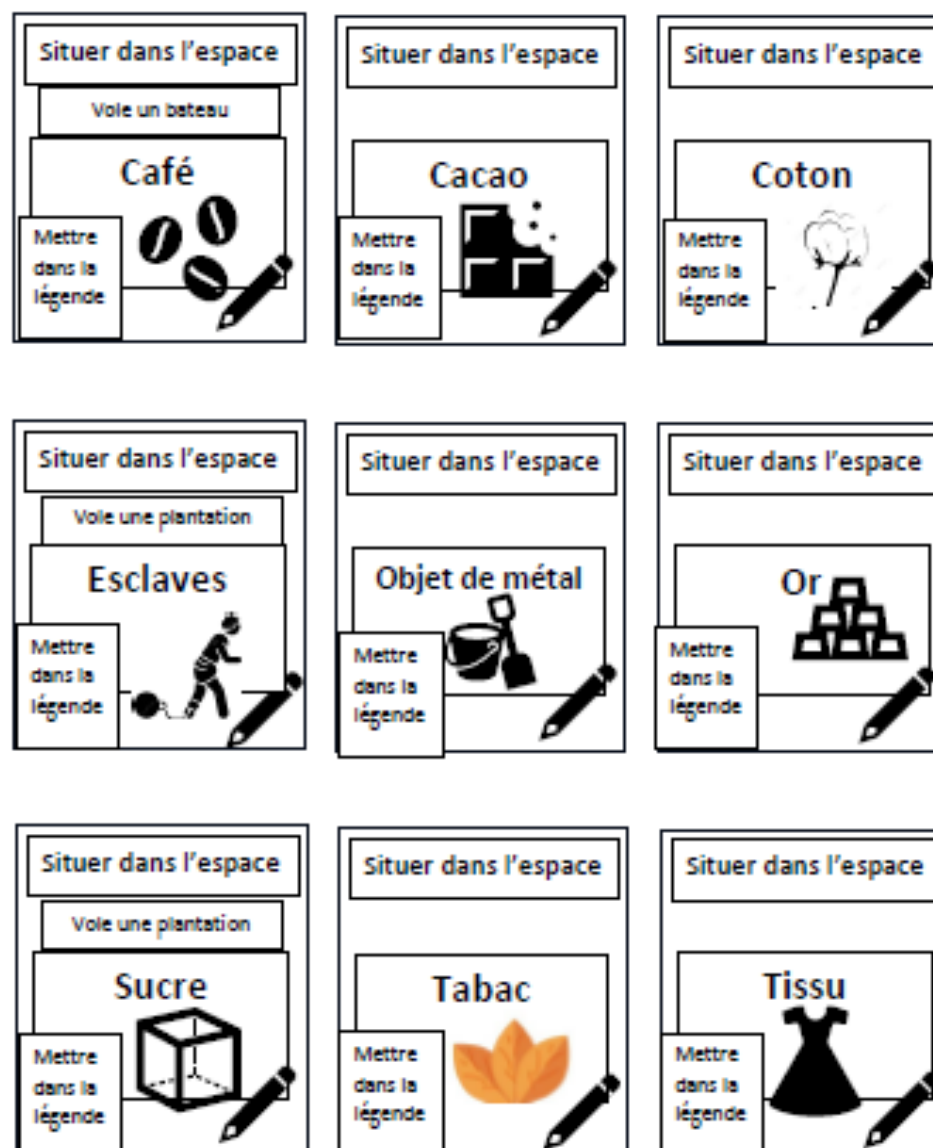 Situer dans l'espace
Vole un bateau
Café
Mettre
dans la
légende
Situer dans l'espace
Cacao
Mettre
dans la
légende
Situer dans l'espace
Coton
Mettre
dans la
légende
Situer dans l'espace
Vole une plantation
Esclaves
Mettre
dans la
légende
Situer dans l'espace
Objet de métal
Mettre
dans la
légende
Situer dans l'espace
Or
Mettre
dans la
légende
Situer dans l'espace
Vole une plantation
Sucre
Mettre
dans la
légende
Situer dans l'espace
Tabac
Mettre
dans la
légende
Situer dans l'espace
Tissu
Mettre
dans la
légende